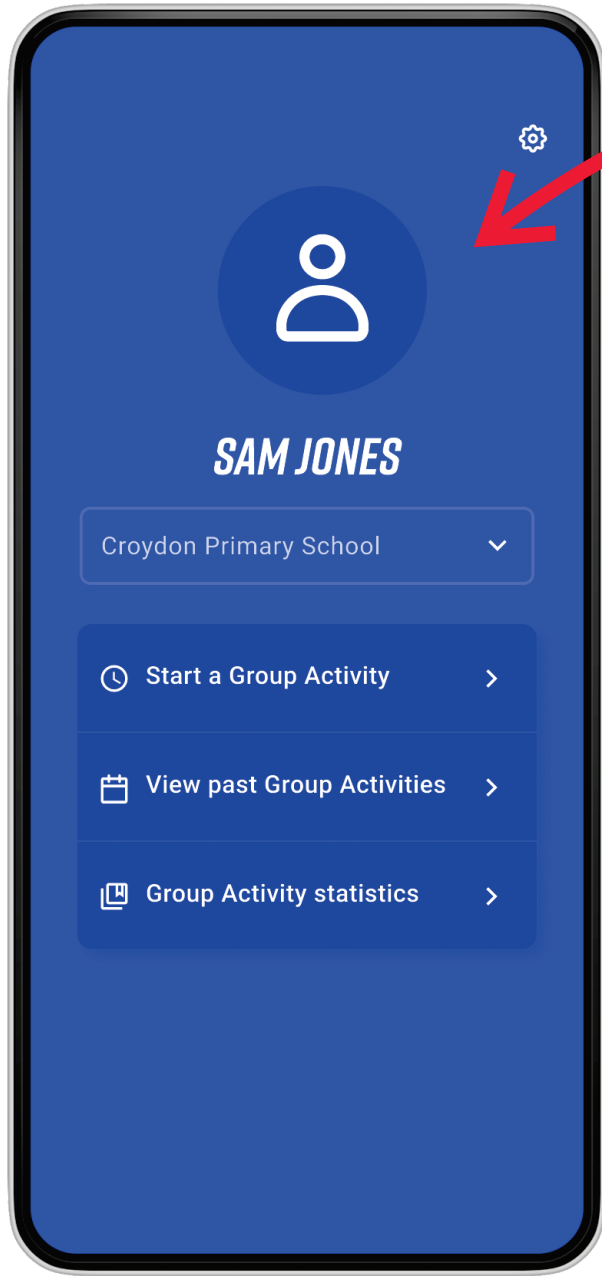 SAM JONES
Croydon Primary School
Start a Group Activity
View past Group Activities
Group Activity statistics